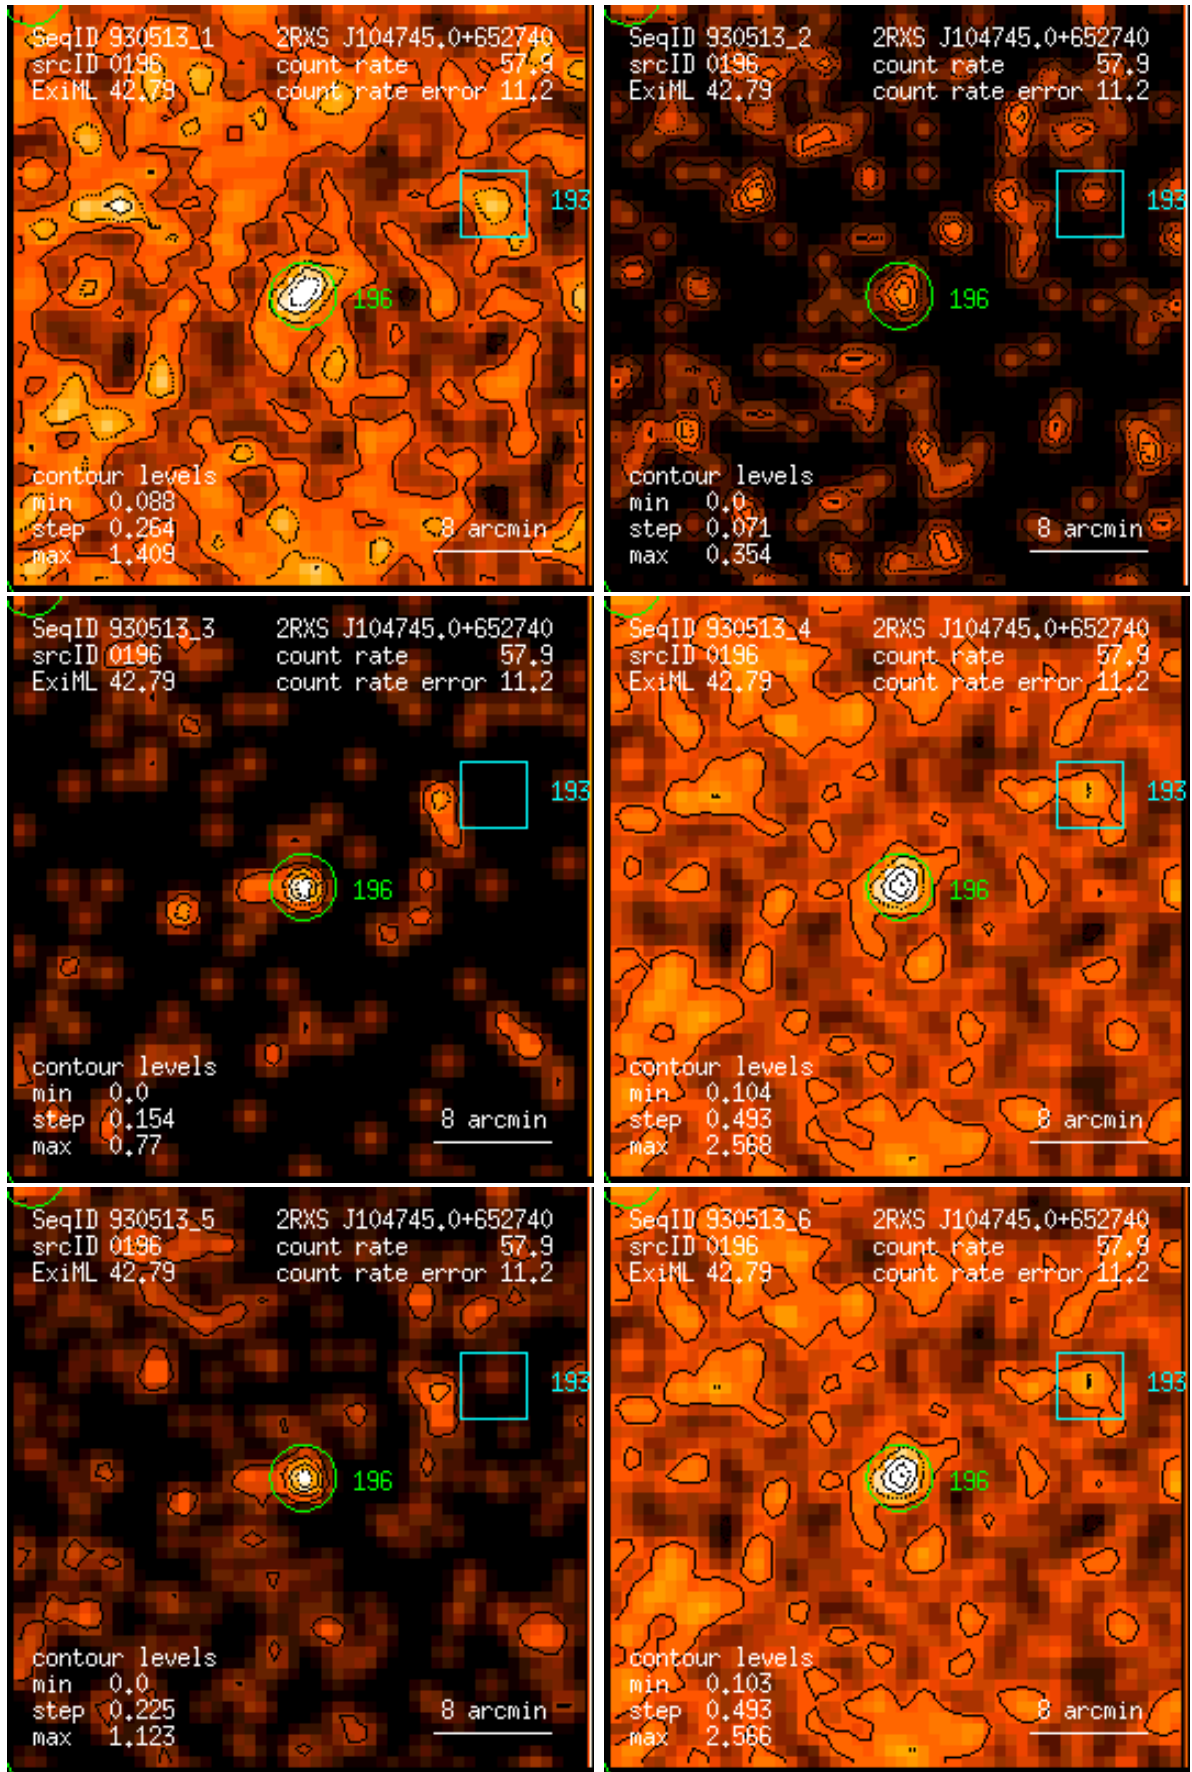 SeqID 930513_1 2RXS J104745.0+652740
srcID 0196 count rate 57.9
ExiML 42.79 count rate error 11.2
193
196
contour levels
min 0.088
step 0.264 8 arcmin
max 1.409
SeqID 930513_2 2RXS J104745.0+652740
srcID 0196 count rate 57.9
ExiML 42.79 count rate error 11.2
193
196
contour levels
min 0.0
step 0.071 8 arcmin
max 0.354
SeqID 930513_3 2RXS J104745.0+652740
srcID 0196 count rate 57.9
ExiML 42.79 count rate error 11.2
193
196
contour levels
min 0.0
step 0.154 8 arcmin
max 0.77
SeqID 930513_4 2RXS J104745.0+652740
srcID 0196 count rate 57.9
ExiML 42.79 count rate error 11.2
193
196
contour levels
min 0.104
step 0.493 8 arcmin
max 2.568
SeqID 930513_5 2RXS J104745.0+652740
srcID 0196 count rate 57.9
ExiML 42.79 count rate error 11.2
193
196
contour levels
min 0.0
step 0.225 8 arcmin
max 1.123
SeqID 930513_6 2RXS J104745.0+652740
srcID 0196 count rate 57.9
ExiML 42.79 count rate error 11.2
193
196
contour levels
min 0.103
step 0.493 8 arcmin
max 2.566